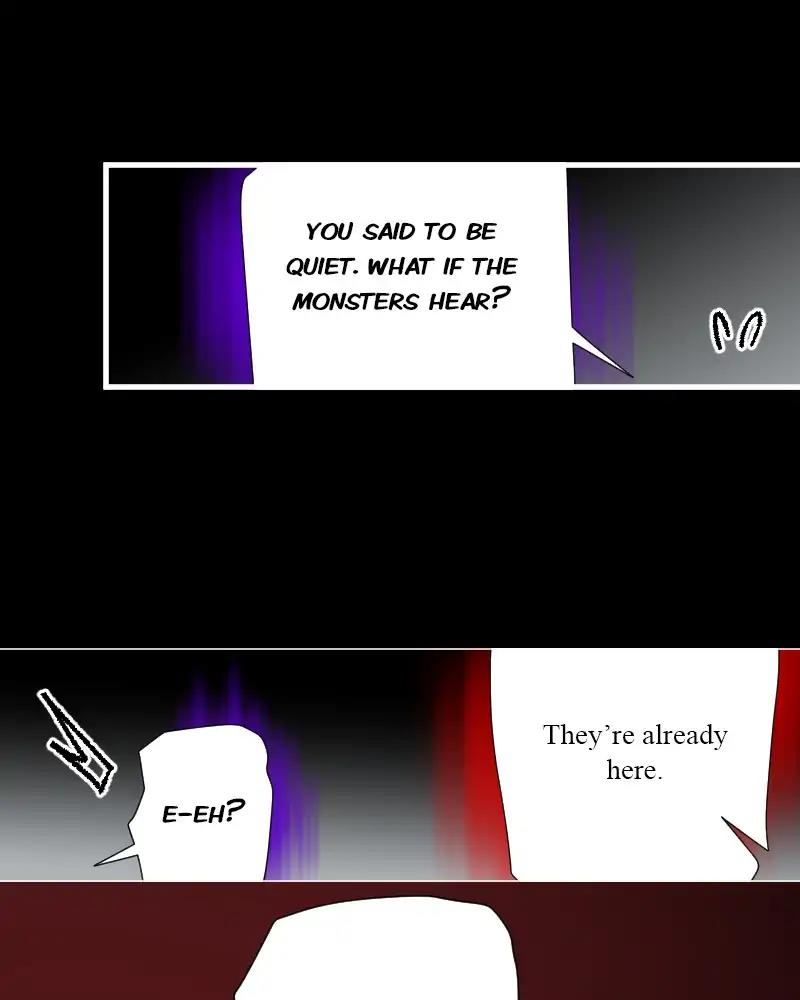 YOU SAID TO BE
QUIET. WHAT IF THE
MONSTERS HEAR?
They're already
here.
E-EH?